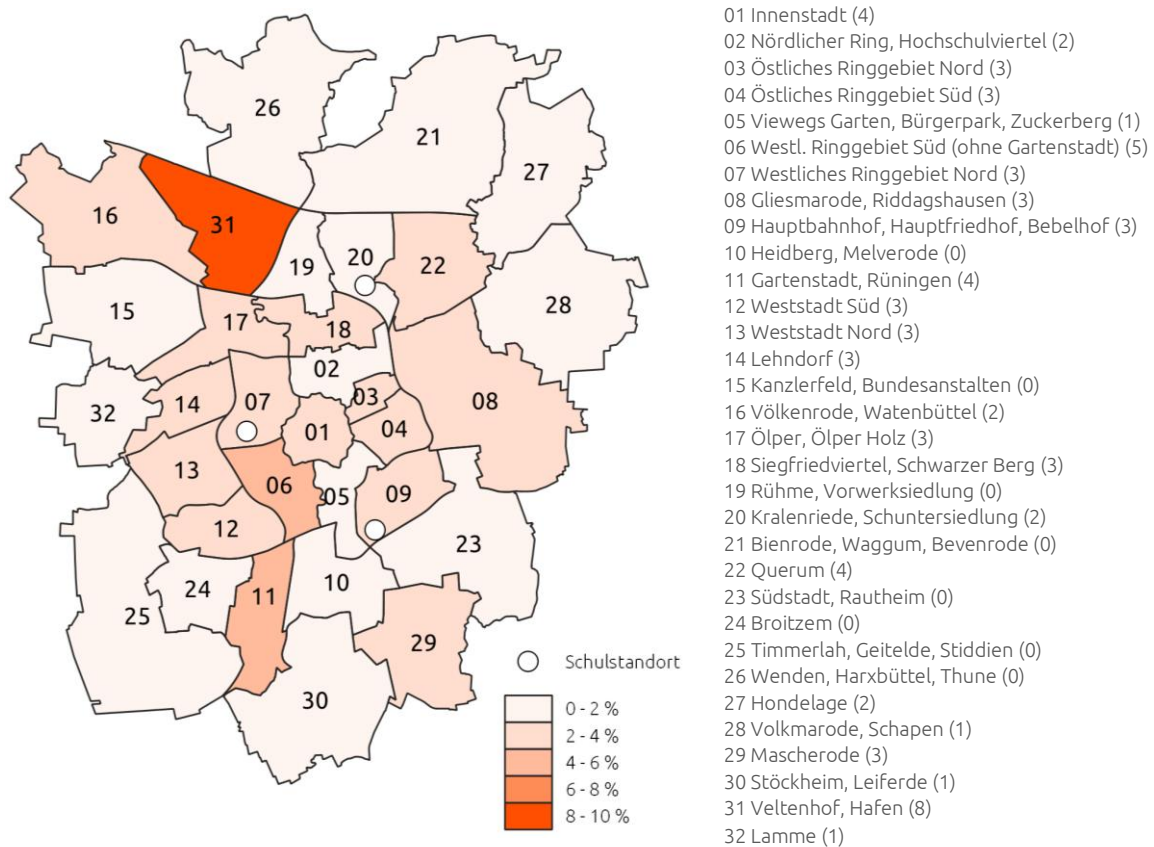 26
21
27
16
31
20
19
22
28
15
17
18
02
32
14
07
03
08
01
04
13
06
05
09
12
23
24
11
10
25
29
30
Schulstandort
0 - 2 %
2 - 4 %
4 - 6 %
6 - 8 %
8 - 10 %
01 Innenstadt (4)
02 Nördlicher Ring, Hochschulviertel (2)
03 Östliches Ringgebiet Nord (3)
04 Östliches Ringgebiet Süd (3)
05 Viewegs Garten, Bürgerpark, Zuckerberg (1)
06 Westl. Ringgebiet Süd (ohne Gartenstadt) (5)
07 Westliches Ringgebiet Nord (3)
08 Gliesmarode, Riddagshausen (3)
09 Hauptbahnhof, Hauptfriedhof, Bebelhof (3)
10 Heidberg, Melverode (0)
11 Gartenstadt, Rüningen (4)
12 Weststadt Süd (3)
13 Weststadt Nord (3)
14 Lehndorf (3)
15 Kanzlerfeld, Bundesanstalten (0)
16 Völkenrode, Watenbüttel (2)
17 Ölper, Ölper Holz (3)
18 Siegfriedviertel, Schwarzer Berg (3)
19 Rühme, Vorwerksiedlung (0)
20 Kralenriede, Schuntersiedlung (2)
21 Bienrode, Waggum, Bevenrode (0)
22 Querum (4)
23 Südstadt, Rautheim (0)
24 Broitzem (0)
25 Timmerlah, Geitelde, Stiddien (0)
26 Wenden, Harxbüttel, Thune (0)
27 Hondelage (2)
28 Volkmarode, Schapen (1)
29 Mascherode (3)
30 Stöckheim, Leiferde (1)
31 Veltenhof, Hafen (8)
32 Lamme (1)